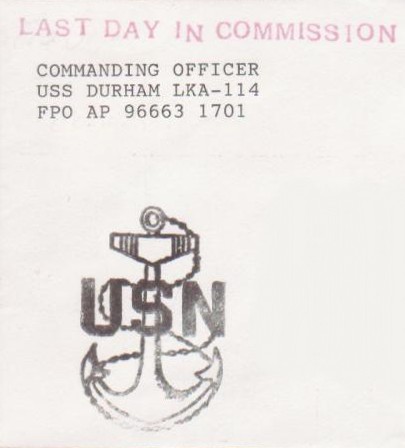 LAST DAY IN COMMISSION
COMMANDING OFFICER
USS DURHAM LKA-114
FPO AP 96663 1701
USN